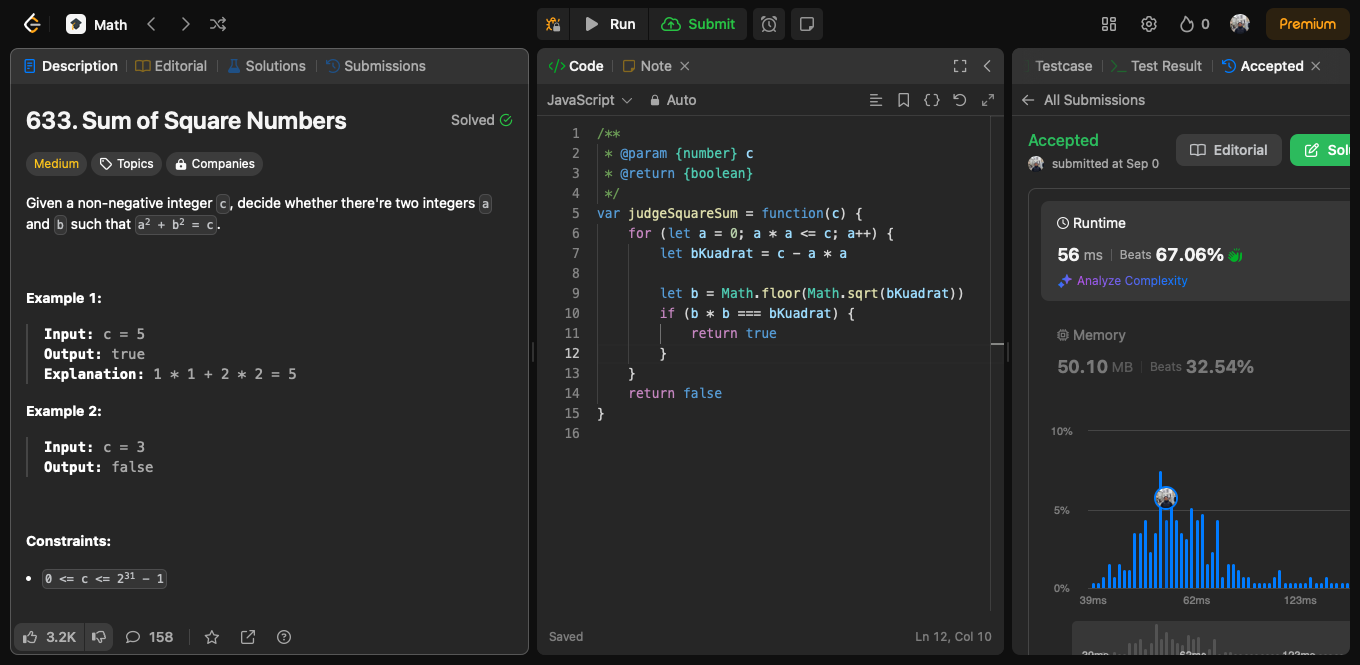 Math
Run
Submit
0
Premium
Description
Editorial
Solutions
Submissions
633. Sum of Square Numbers
Solved
Medium
Topics
Companies
Given a non-negative integer c, decide whether there're two integers a
and b such that a² + b² = c.
Example 1:
Input: c = 5
Output: true
Explanation: 1 * 1 + 2 * 2 = 5
Example 2:
Input: c = 3
Output: false
Constraints:
0 <= c <= 2³¹ - 1
3.2K
158
</> Code
Note
JavaScript
Auto
1 /**
2 * @param {number} c
3 * @return {boolean}
4 */
5 var judgeSquareSum = function(c) {
6 for (let a = 0; a * a <= c; a++) {
7 let bKuadrat = c - a * a
8
9 let b = Math.floor(Math.sqrt(bKuadrat))
10 if (b * b === bKuadrat) {
11 return true
12 }
13 }
14 return false
15 }
16
Saved
Ln 12, Col 10
Testcase
Test Result
Accepted
All Submissions
Accepted
submitted at Sep 0
Editorial
Solu
Runtime
56 ms
Beats 67.06%
Analyze Complexity
Memory
50.10 MB
Beats 32.54%
10%
5%
0%
39ms
62ms
123ms
39ms
62ms
123ms